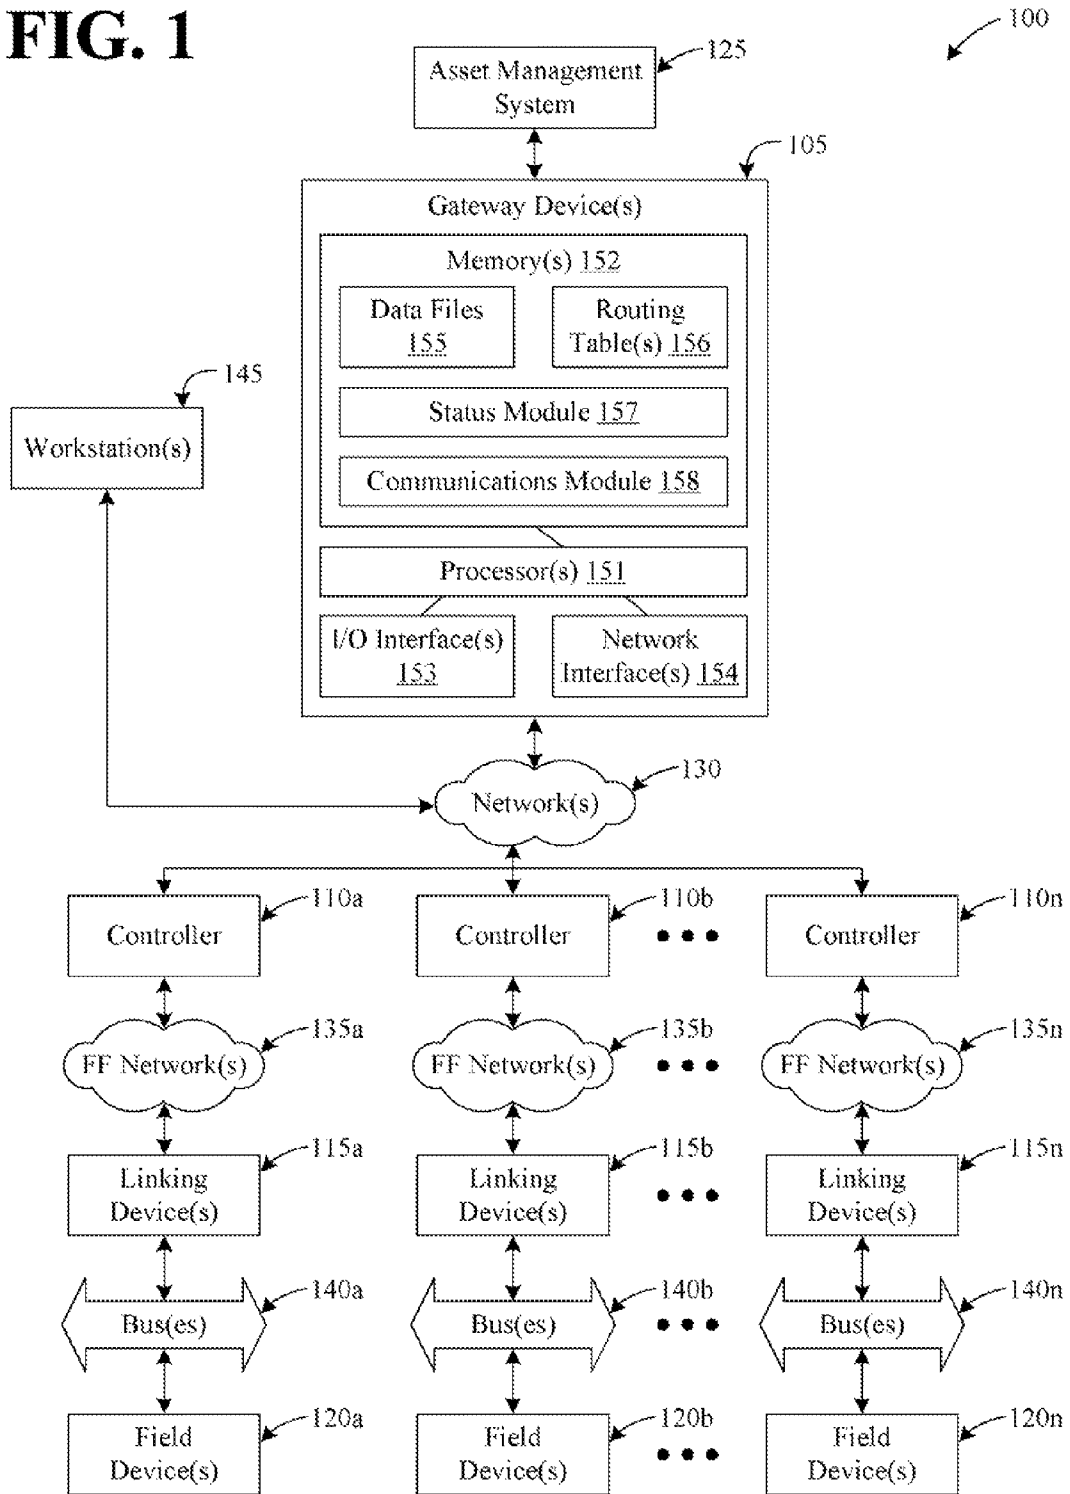 FIG. 1
100
Asset Management
System
125
105
Gateway Device(s)
Memory(s) 152
Data Files
155
Routing
Table(s) 156
Status Module 157
Communications Module 158
145
Workstation(s)
Processor(s) 151
I/O Interface(s)
153
Network
Interface(s) 154
130
Network(s)
110a
110b
110n
Controller
Controller
Controller
135a
135b
135n
FF Network(s)
FF Network(s)
FF Network(s)
115a
115b
115n
Linking
Device(s)
Linking
Device(s)
Linking
Device(s)
140a
140b
140n
Bus(es)
Bus(es)
Bus(es)
120a
120b
120n
Field
Device(s)
Field
Device(s)
Field
Device(s)